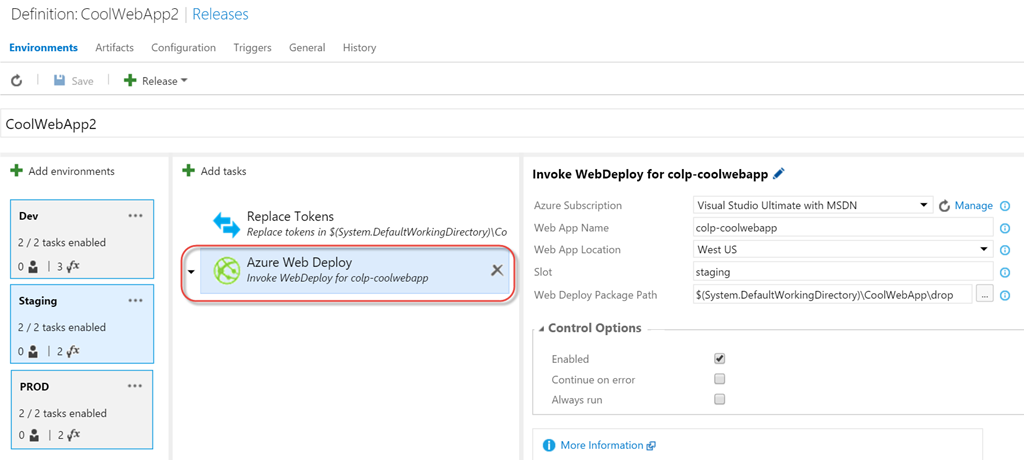 Definition: CoolWebApp2 | Releases
Environments Artifacts Configuration Triggers General History
Save Release
CoolWebApp2
Add environments
Dev ...
2 / 2 tasks enabled
0 | 3 fx
Staging ...
2 / 2 tasks enabled
0 | 2 fx
PROD ...
2 / 2 tasks enabled
0 | 2 fx
Add tasks
Replace Tokens
Replace tokens in $(System.DefaultWorkingDirectory)\Co
Azure Web Deploy
Invoke WebDeploy for colp-coolwebapp
Invoke WebDeploy for colp-coolwebapp
Azure Subscription Visual Studio Ultimate with MSDN Manage
Web App Name colp-coolwebapp
Web App Location West US
Slot staging
Web Deploy Package Path $(System.DefaultWorkingDirectory)\CoolWebApp\drop ...
Control Options
Enabled
Continue on error
Always run
More Information